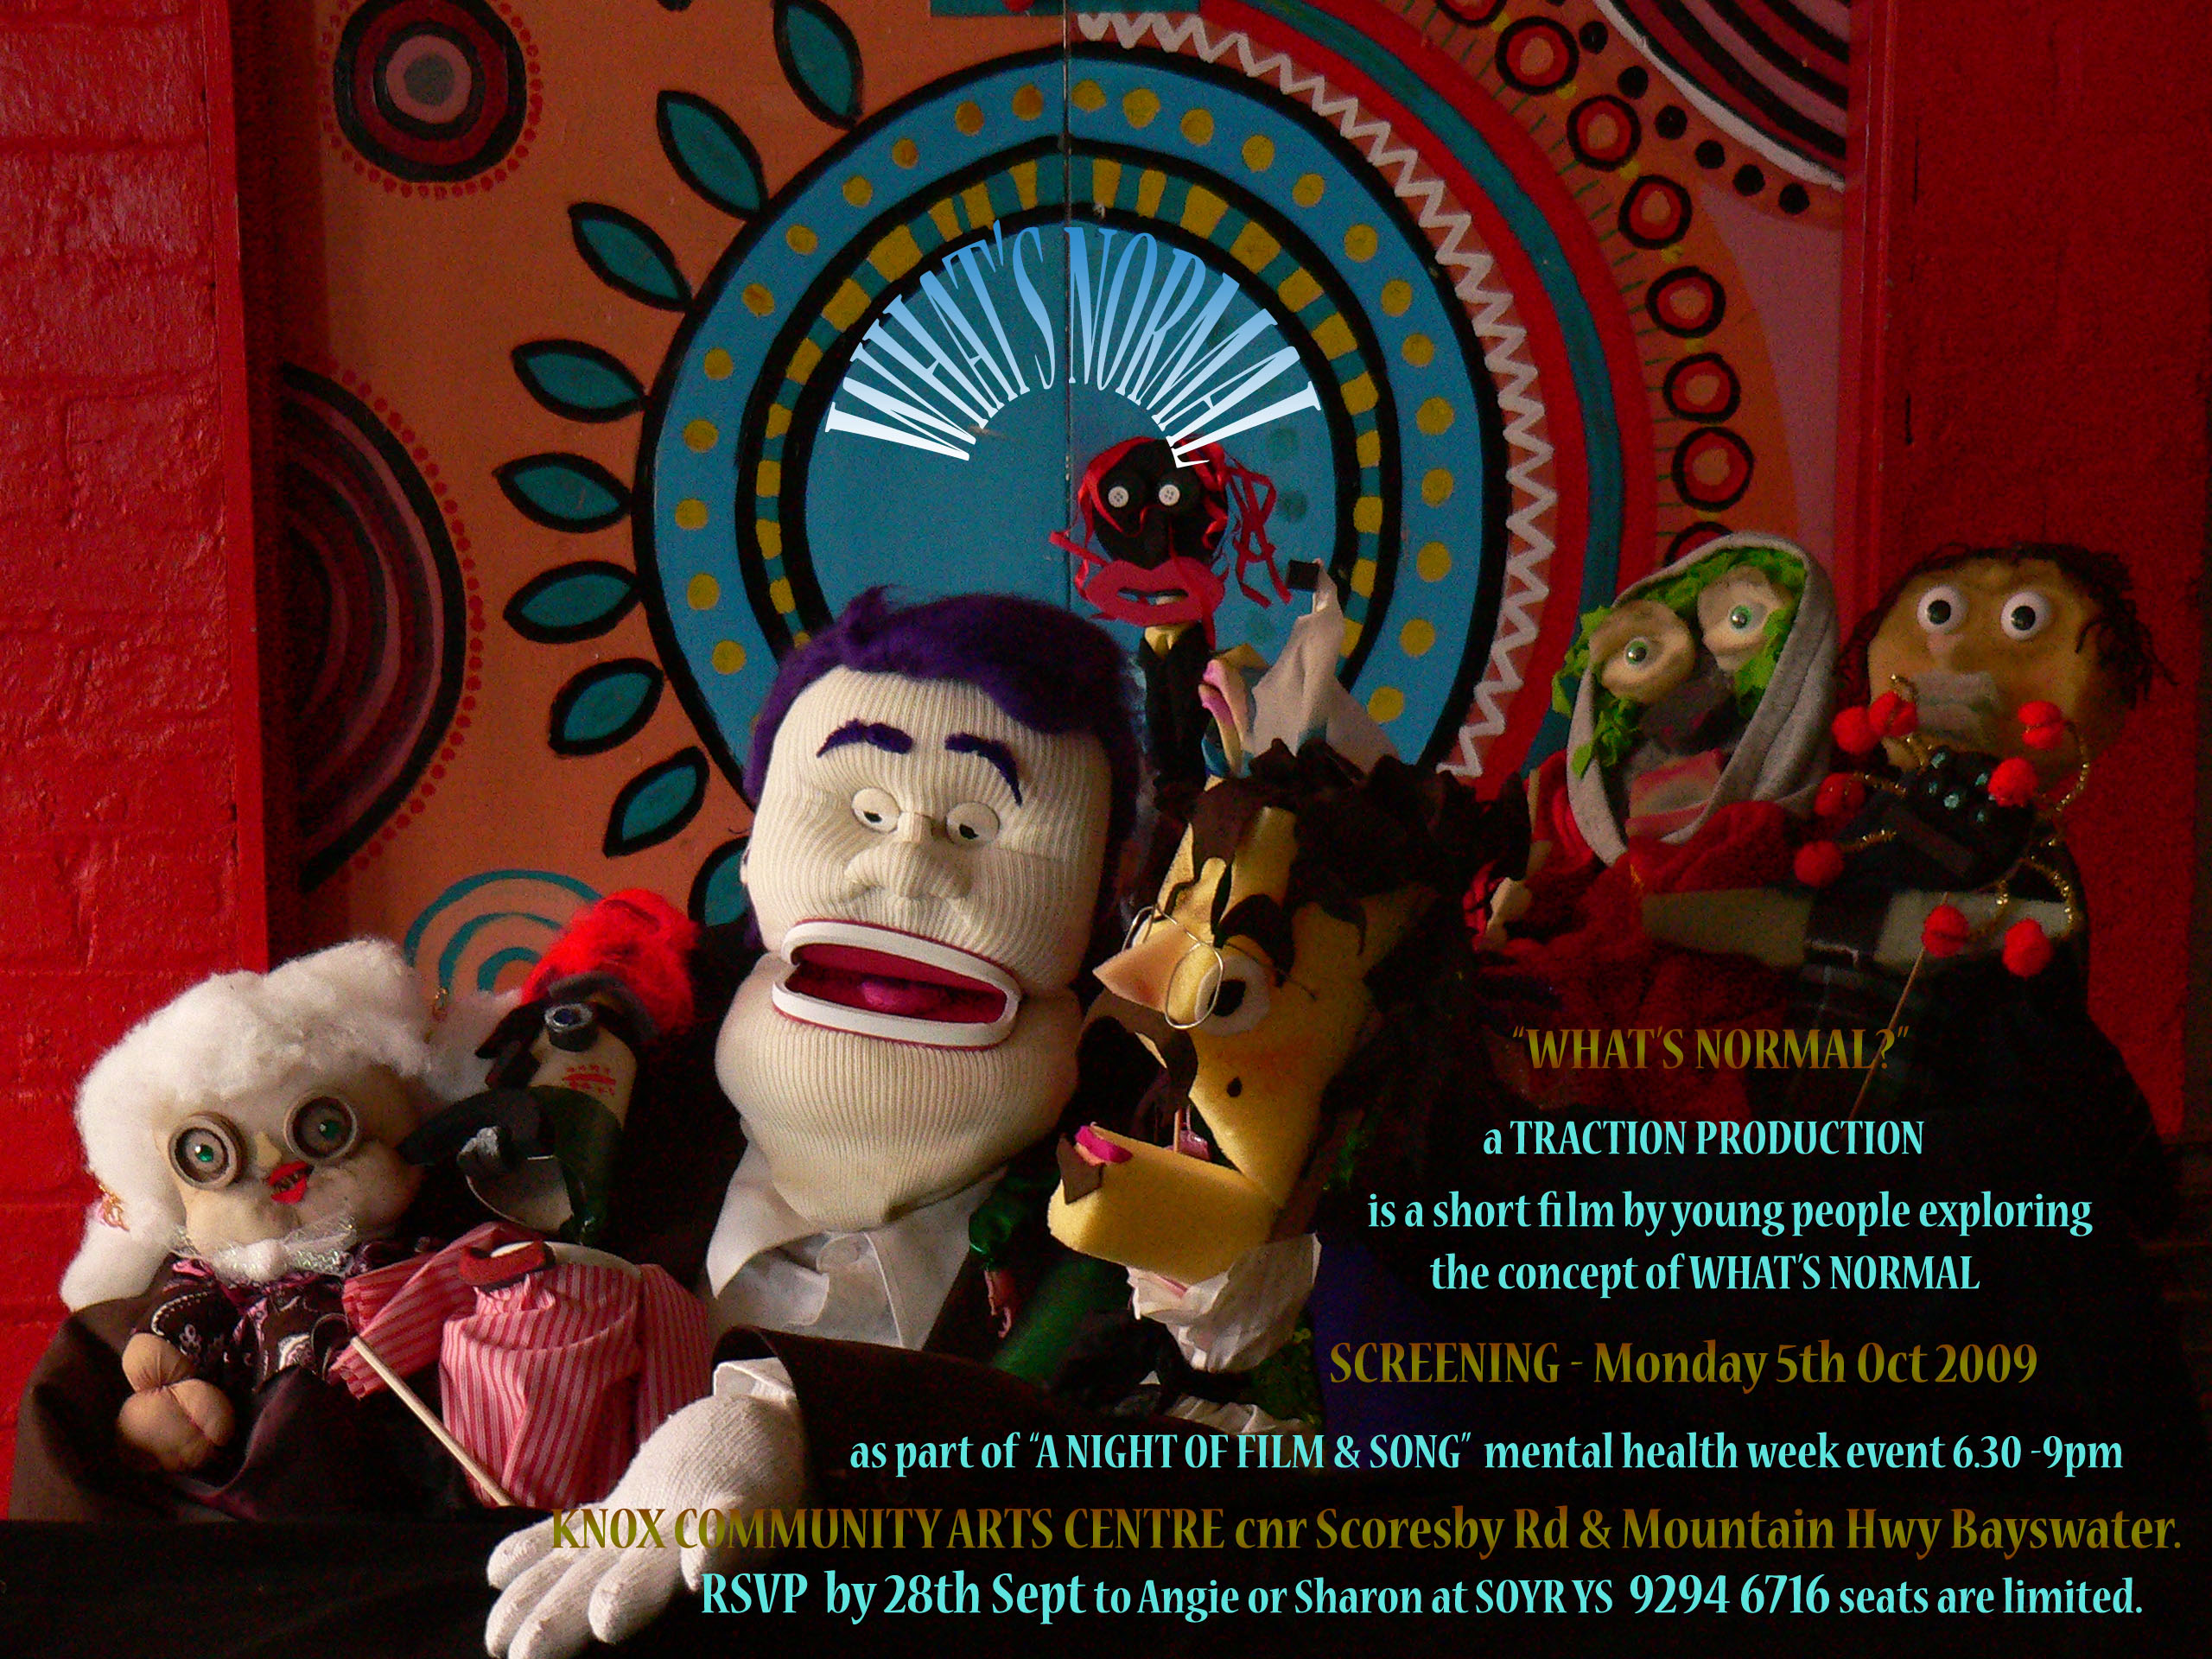 WHAT'S NORMAL
"WHAT'S NORMAL?"
a TRACTION PRODUCTION
is a short film by young people exploring
the concept of WHAT'S NORMAL
SCREENING - Monday 5th Oct 2009
as part of "A NIGHT OF FILM & SONG" mental health week event 6.30 -9pm
KNOX COMMUNITY ARTS CENTRE cnr Scoresby Rd & Mountain Hwy Bayswater.
RSVP by 28th Sept to Angie or Sharon at SOYR YS 9294 6716 seats are limited.